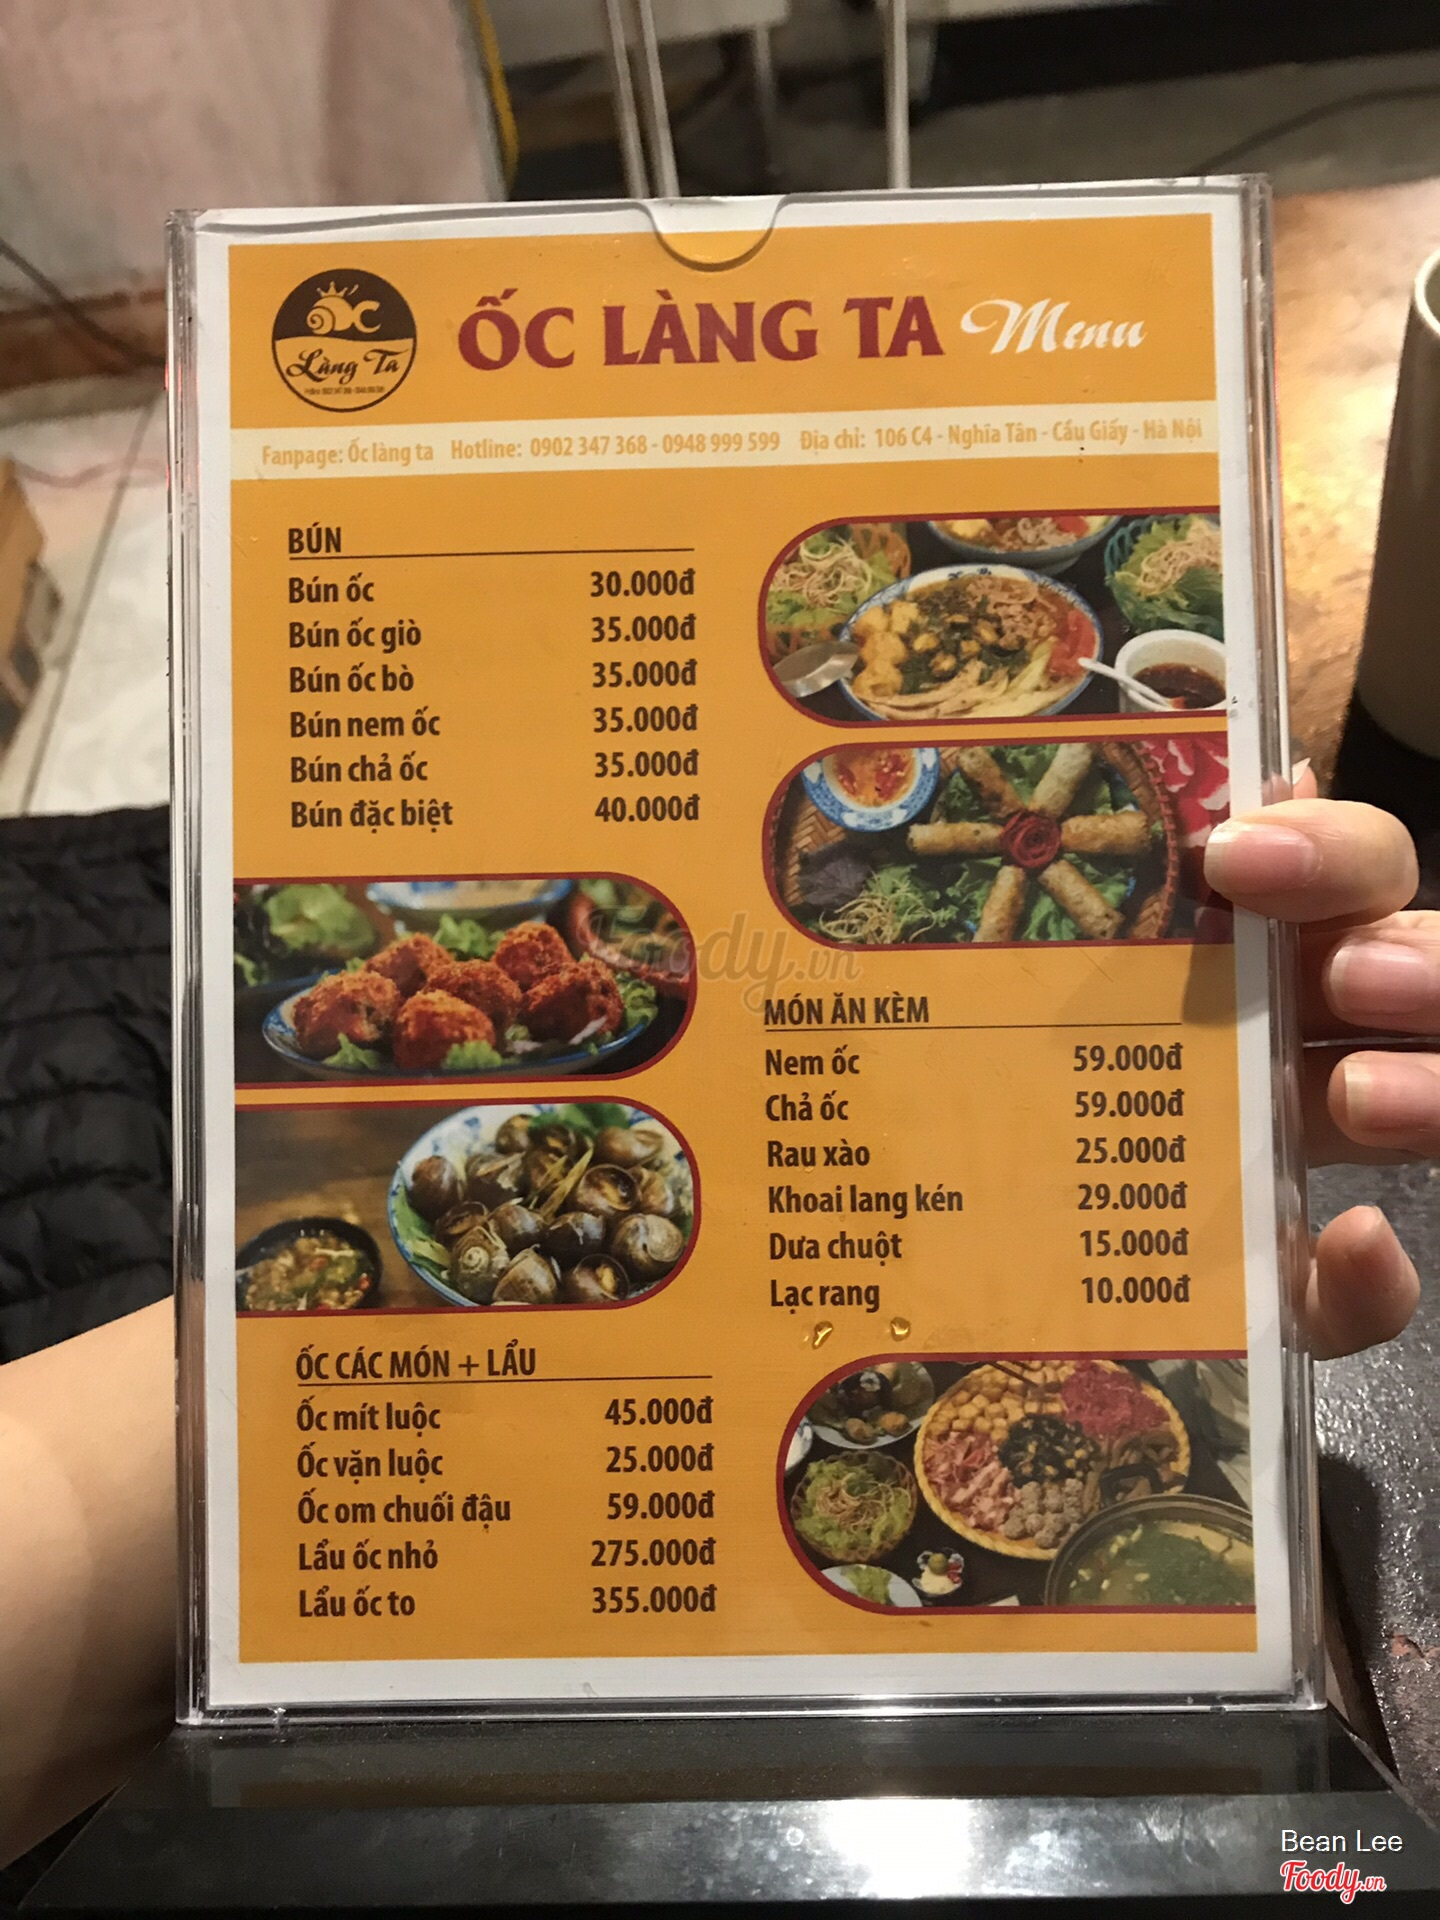 ỐC
Làng Ta
ỐC LÀNG TA Menu
Fanpage: Ốc làng ta Hotline: 0902 347 368 - 0948 999 599 Địa chỉ: 106 C4 - Nghĩa Tân - Cầu Giấy - Hà Nội
BÚN
Bún ốc 30.000đ
Bún ốc giò 35.000đ
Bún ốc bò 35.000đ
Bún nem ốc 35.000đ
Bún chả ốc 35.000đ
Bún đặc biệt 40.000đ
Foody.vn
MÓN ĂN KÈM
Nem ốc 59.000đ
Chả ốc 59.000đ
Rau xào 25.000đ
Khoai lang kén 29.000đ
Dưa chuột 15.000đ
Lạc rang 10.000đ
ỐC CÁC MÓN + LẨU
Ốc mít luộc 45.000đ
Ốc vặn luộc 25.000đ
Ốc om chuối đậu 59.000đ
Lẩu ốc nhỏ 275.000đ
Lẩu ốc to 355.000đ
Bean Lee
Foody.vn